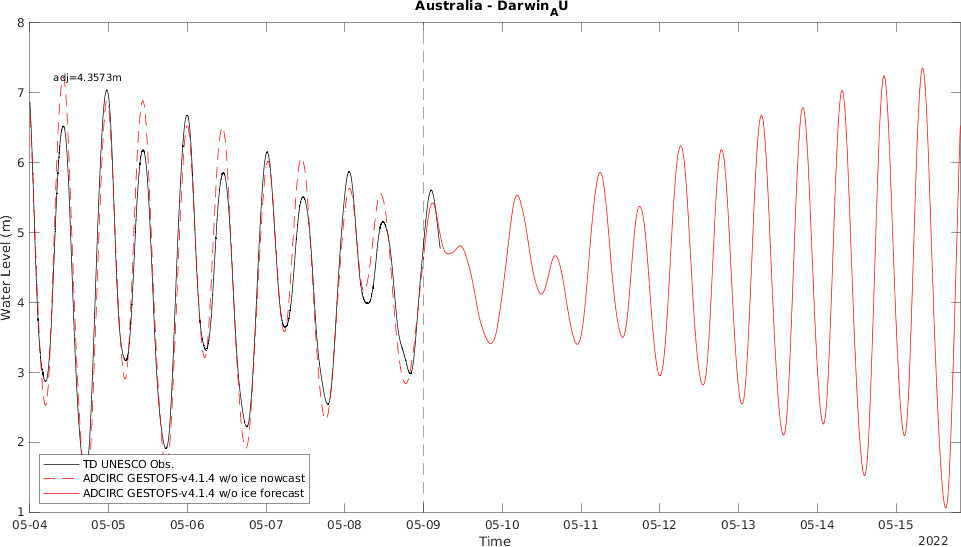 Australia - Darwin_AU
adj=4.3573m
Water Level (m)
8
7
6
5
4
3
2
1
TD UNESCO Obs.
ADCIRC GESTOFS-v4.1.4 w/o ice nowcast
ADCIRC GESTOFS-v4.1.4 w/o ice forecast
05-04 05-05 05-06 05-07 05-08 05-09 05-10 05-11 05-12 05-13 05-14 05-15
Time
2022